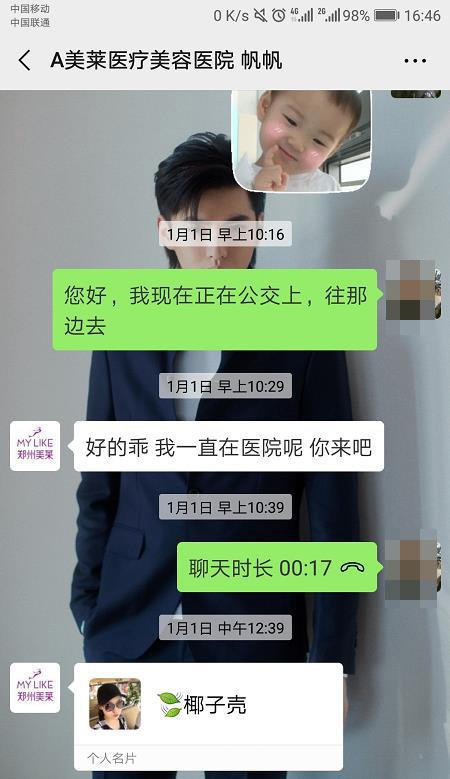 中国移动
中国联通
0 K/s 4G 2G 98% 16:46
A美莱医疗美容医院 帆帆
1月1日 早上10:16
您好，我现在正在公交上，往那
边去
1月1日 早上10:29
MY LIKE
郑州美莱
好的乖 我一直在医院呢 你来吧
1月1日 早上10:39
聊天时长 00:17
1月1日 中午12:39
MY LIKE
郑州美莱
椰子壳
个人名片